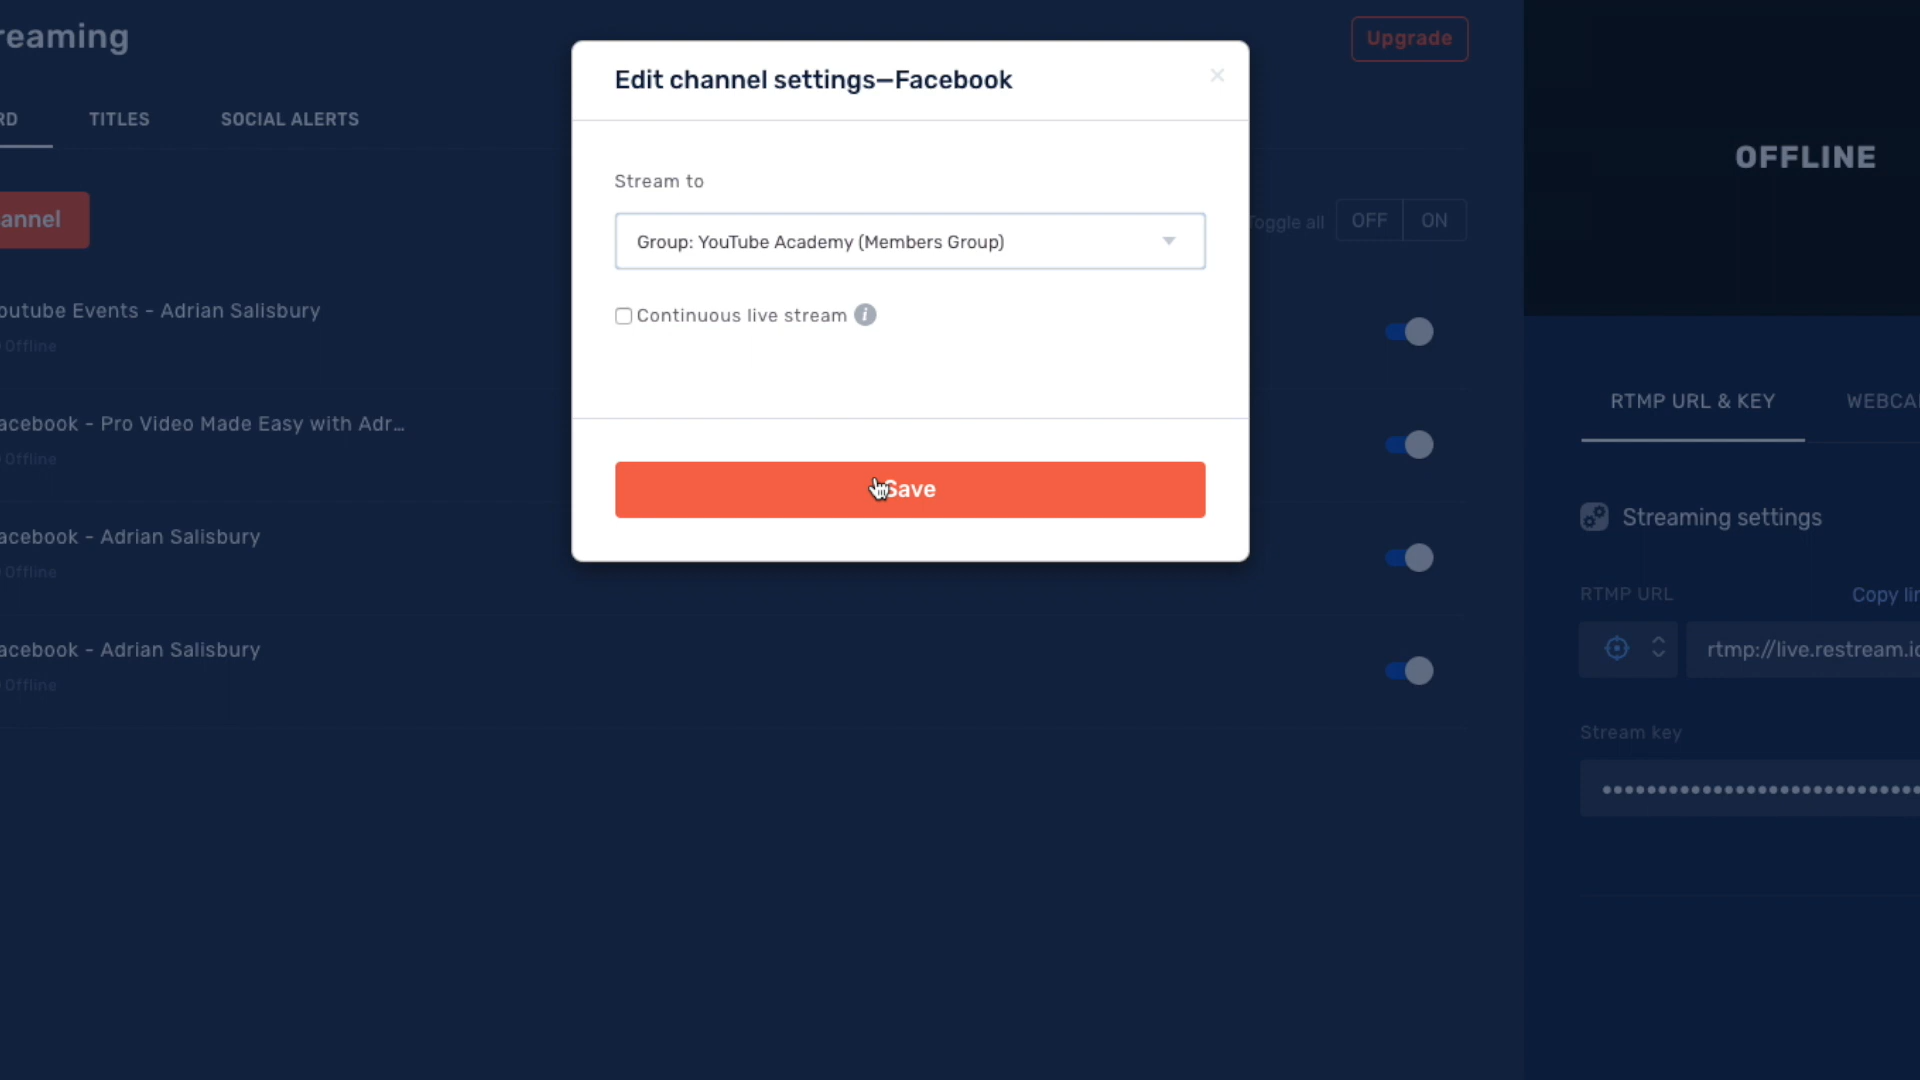 reaming
Upgrade
RD
TITLES
SOCIAL ALERTS
annel
Toggle all
OFF
ON
outube Events - Adrian Salisbury
Offline
acebook - Pro Video Made Easy with Adr...
Offline
acebook - Adrian Salisbury
Offline
acebook - Adrian Salisbury
Offline
Edit channel settings—Facebook
×
Stream to
Group: YouTube Academy (Members Group)
Continuous live stream i
Save
OFFLINE
RTMP URL & KEY
WEBCA
Streaming settings
RTMP URL
Copy lin
rtmp://live.restream.io
Stream key